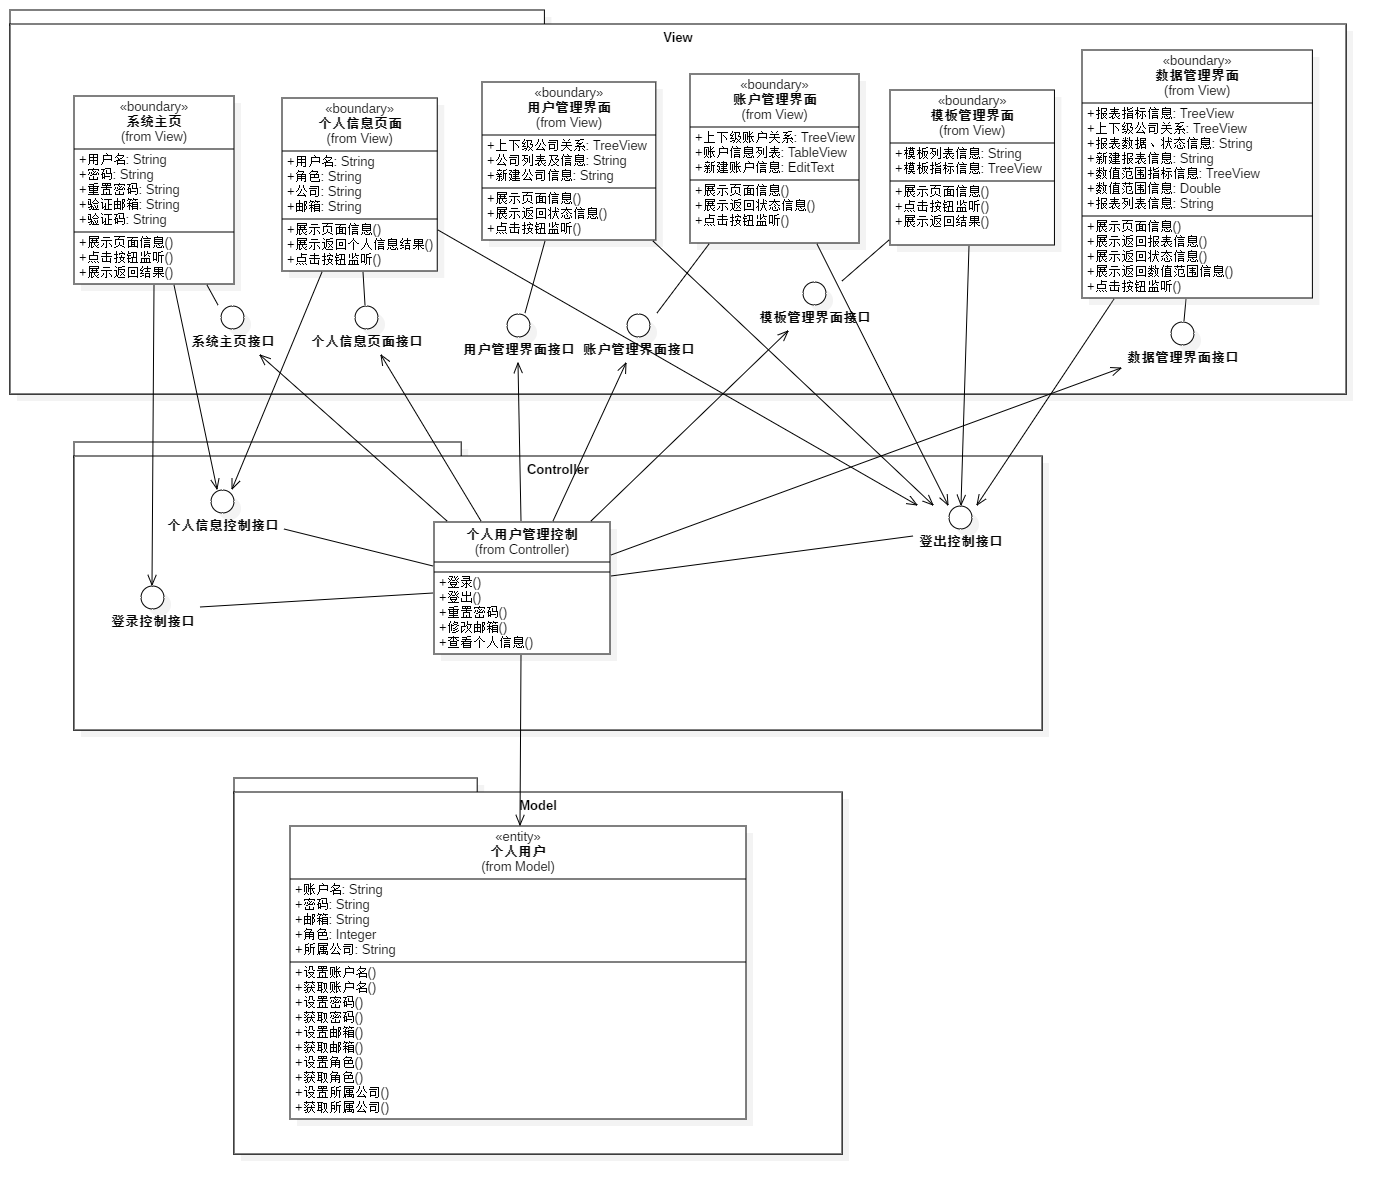 View
«boundary»
系统主页
(from View)
+用户名: String
+密码: String
+重置密码: String
+验证邮箱: String
+验证码: String
+展示页面信息()
+点击按钮监听()
+展示返回结果()
«boundary»
个人信息页面
(from View)
+用户名: String
+角色: String
+公司: String
+邮箱: String
+展示页面信息()
+展示返回个人信息结果()
+点击按钮监听()
«boundary»
用户管理界面
(from View)
+上下级公司关系: TreeView
+公司列表及信息: String
+新建公司信息: String
+展示页面信息()
+展示返回状态信息()
+点击按钮监听()
«boundary»
账户管理界面
(from View)
+上下级账户关系: TreeView
+账户信息列表: TableView
+新建账户信息: EditText
+展示页面信息()
+展示返回状态信息()
+点击按钮监听()
«boundary»
模板管理界面
(from View)
+模板列表信息: String
+模板指标信息: TreeView
+展示页面信息()
+点击按钮监听()
+展示返回结果()
«boundary»
数据管理界面
(from View)
+报表指标信息: TreeView
+上下级公司关系: TreeView
+报表数据、状态信息: String
+新建报表信息: String
+数值范围指标信息: TreeView
+数值范围信息: Double
+报表列表信息: String
+展示页面信息()
+展示返回报表信息()
+展示返回状态信息()
+展示返回数值范围信息()
+点击按钮监听()
系统主页接口
个人信息页面接口
用户管理界面接口
账户管理界面接口
模板管理界面接口
数据管理界面接口
Controller
个人信息控制接口
登录控制接口
个人用户管理控制
(from Controller)
+登录()
+登出()
+重置密码()
+修改邮箱()
+查看个人信息()
登出控制接口
Model
«entity»
个人用户
(from Model)
+账户名: String
+密码: String
+邮箱: String
+角色: Integer
+所属公司: String
+设置账户名()
+获取账户名()
+设置密码()
+获取密码()
+设置邮箱()
+获取邮箱()
+设置角色()
+获取角色()
+设置所属公司()
+获取所属公司()